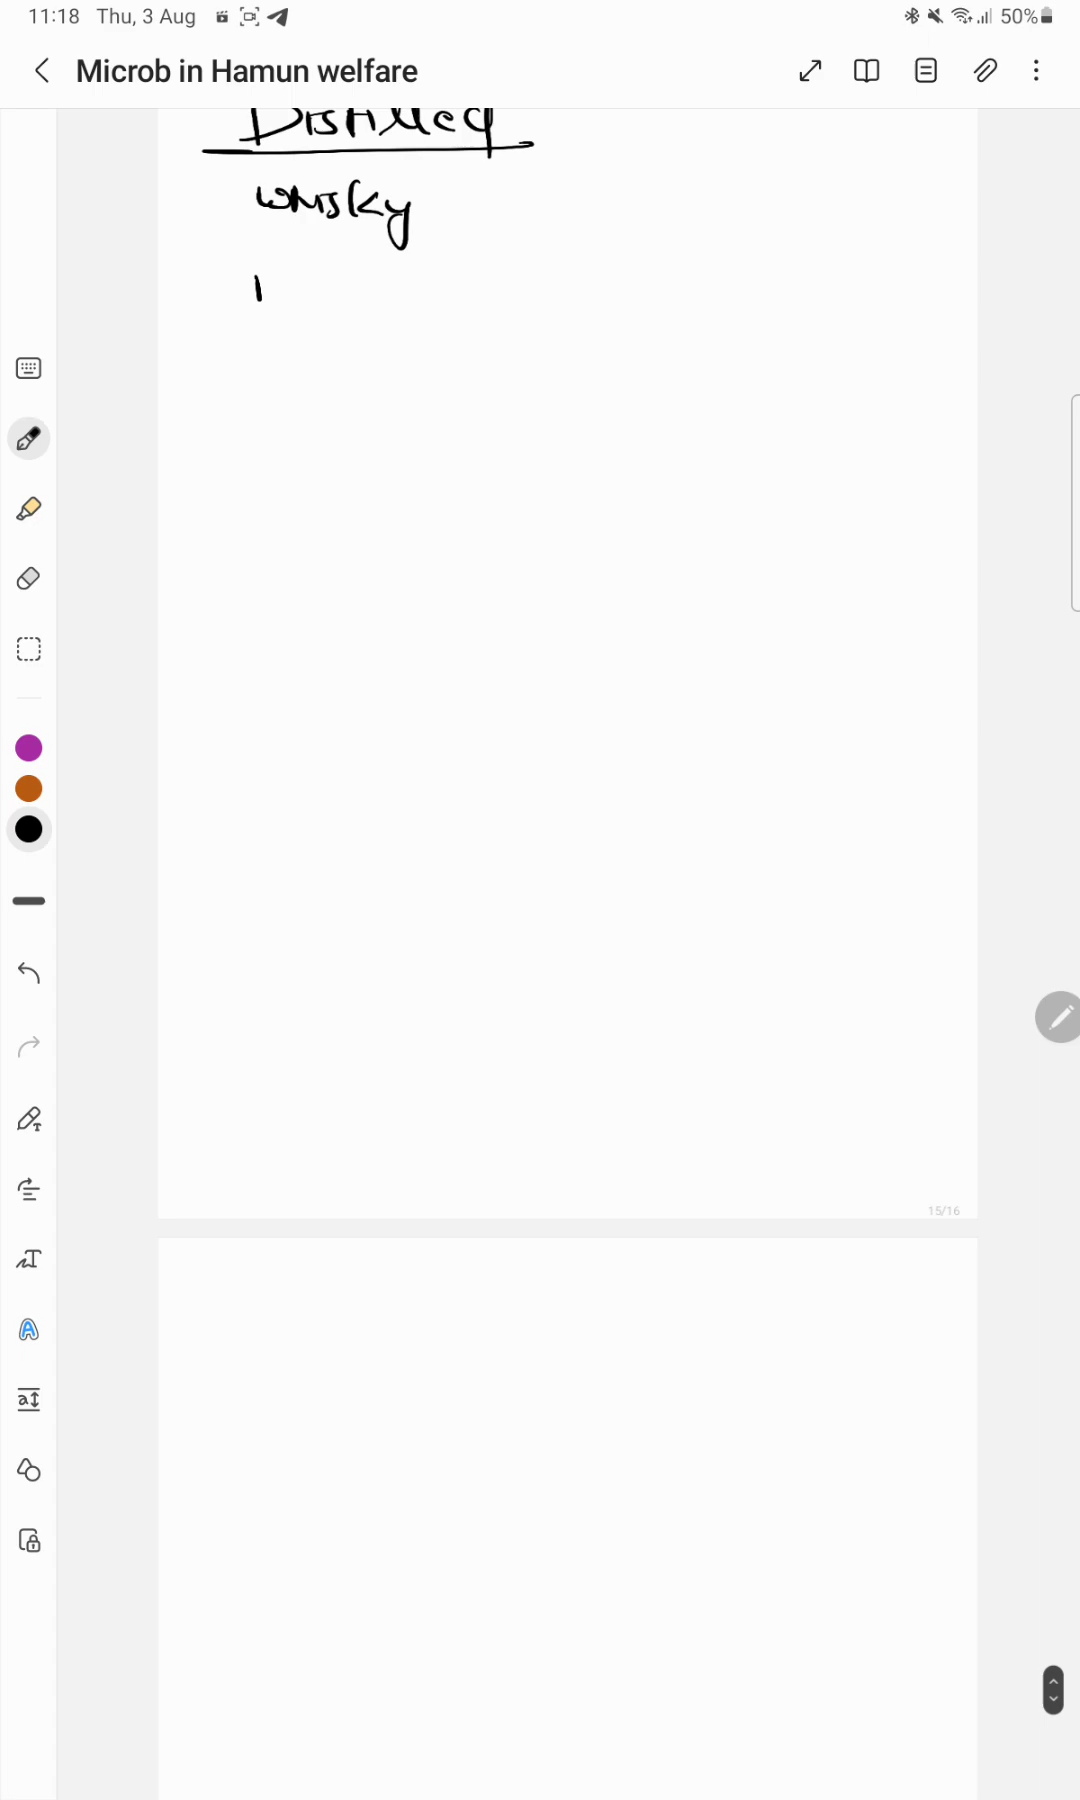 11:18 Thu, 3 Aug 50%
Microb in Hamun welfare
Distilled
whisky
15/16